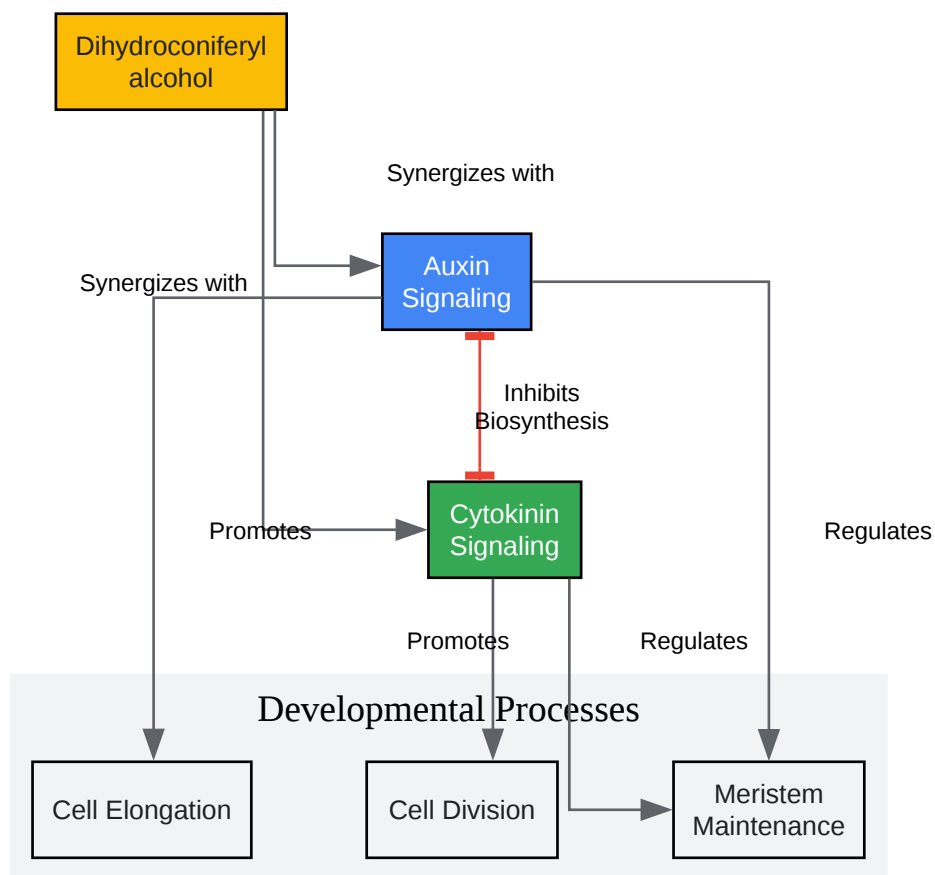 Dihydroconiferyl
alcohol
Synergizes with
Auxin
Signaling
Synergizes with
Inhibits
Biosynthesis
Cytokinin
Signaling
Promotes
Regulates
Promotes
Regulates
Developmental Processes
Cell Elongation
Cell Division
Meristem
Maintenance